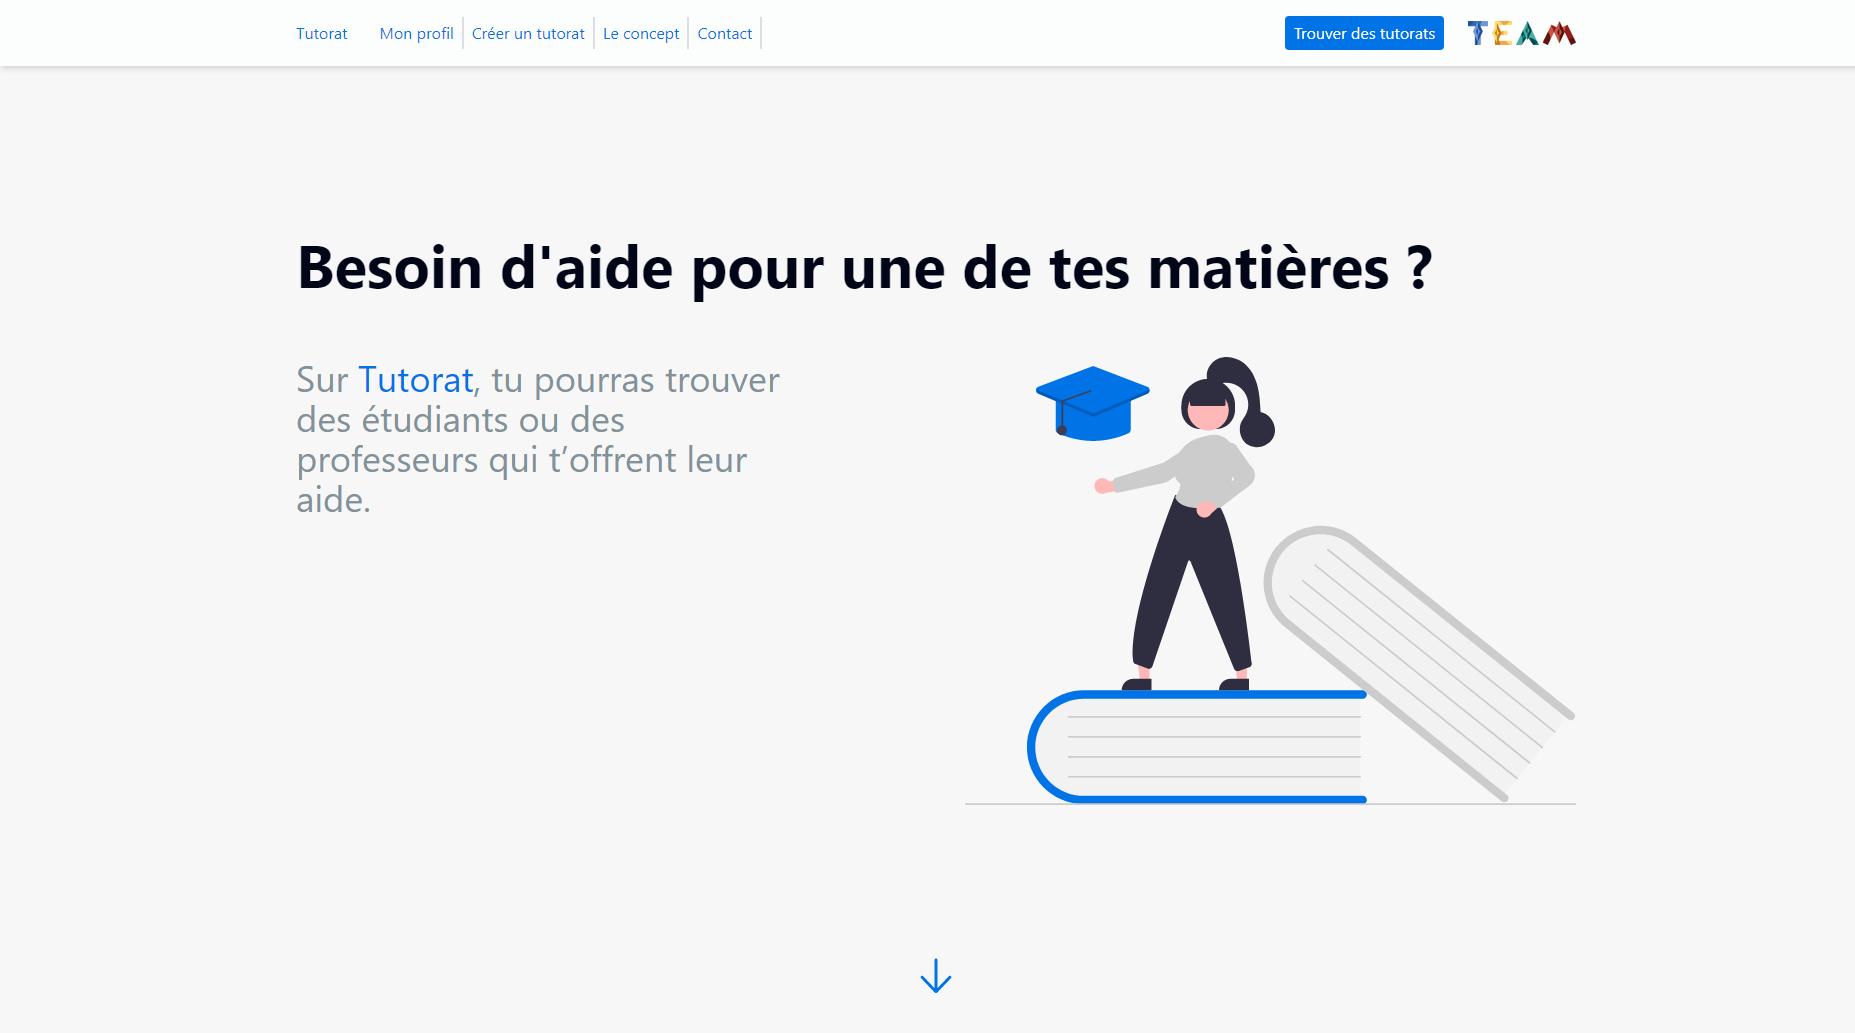 Tutorat Mon profil Créer un tutorat Le concept Contact Trouver des tutorats TEAM
Besoin d'aide pour une de tes matières ?
Sur Tutorat, tu pourras trouver
des étudiants ou des
professeurs qui t’offrent leur
aide.